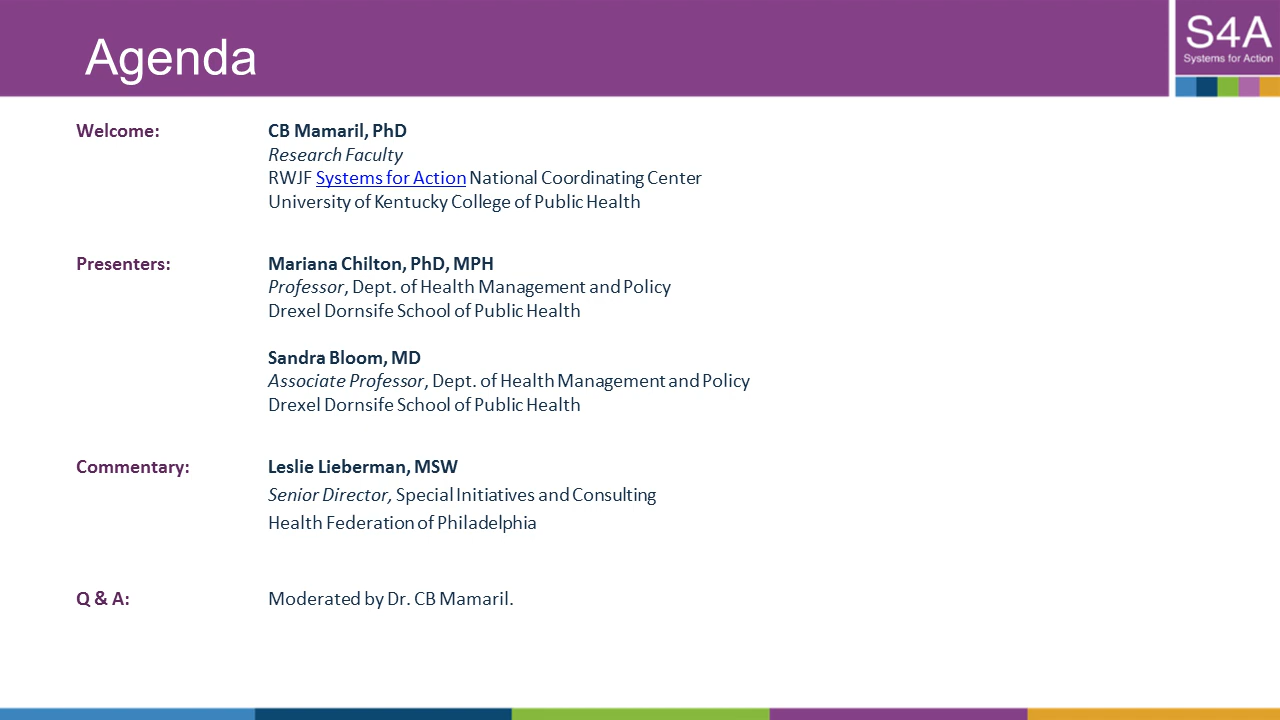 Agenda
S4A
Systems for Action
Welcome:
CB Mamaril, PhD
Research Faculty
RWJF Systems for Action National Coordinating Center
University of Kentucky College of Public Health
Presenters:
Mariana Chilton, PhD, MPH
Professor, Dept. of Health Management and Policy
Drexel Dornsife School of Public Health
Sandra Bloom, MD
Associate Professor, Dept. of Health Management and Policy
Drexel Dornsife School of Public Health
Commentary:
Leslie Lieberman, MSW
Senior Director, Special Initiatives and Consulting
Health Federation of Philadelphia
Q & A:
Moderated by Dr. CB Mamaril.